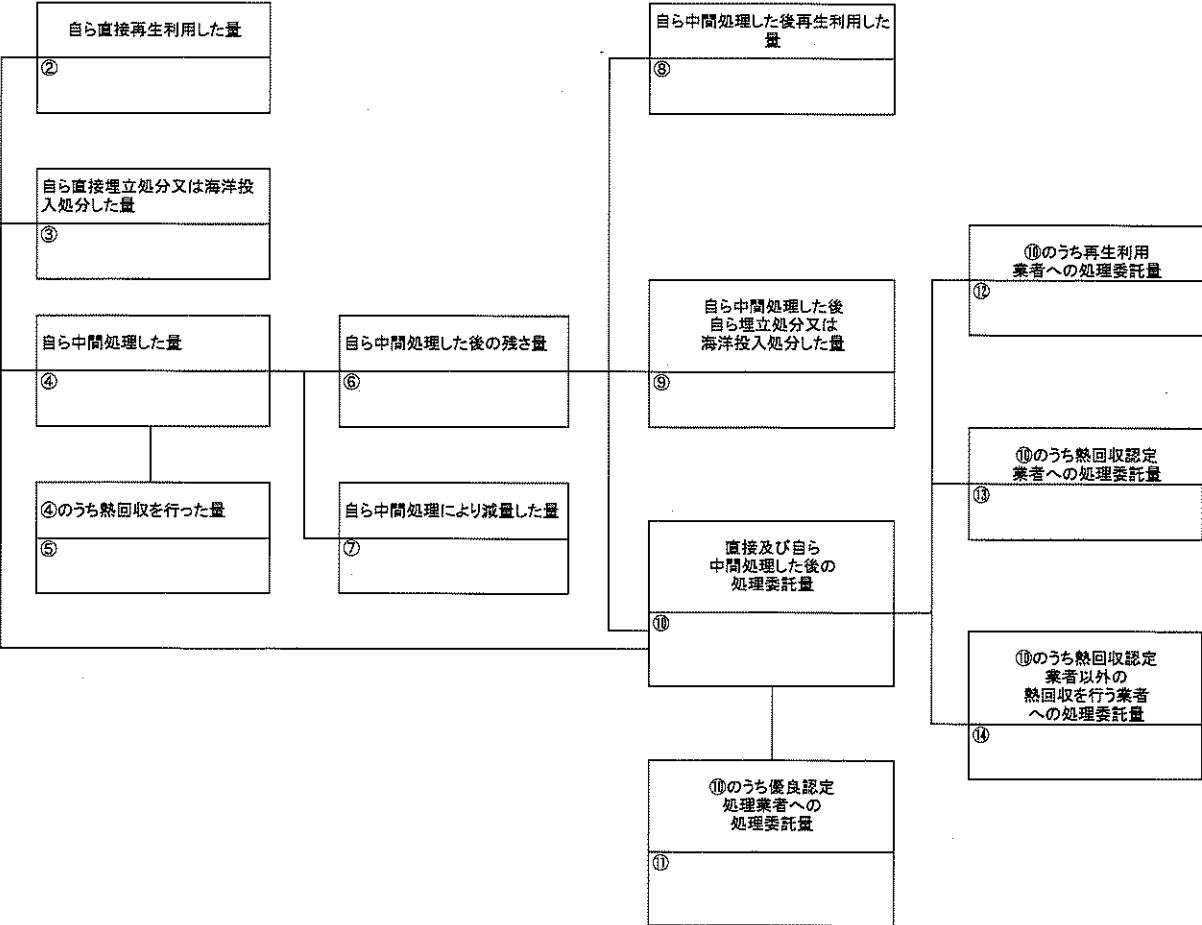 自ら直接再生利用した量
②
自ら中間処理した後再生利用した
量
⑧
自ら直接埋立処分又は海洋投
入処分した量
③
⑩のうち再生利用
業者への処理委託量
⑫
自ら中間処理した量
④
自ら中間処理した後の残さ量
⑥
自ら中間処理した後
自ら埋立処分又は
海洋投入処分した量
⑨
⑩のうち熱回収認定
業者への処理委託量
⑬
④のうち熱回収を行った量
⑤
自ら中間処理により減量した量
⑦
直接及び自ら
中間処理した後の
処理委託量
⑩
⑩のうち熱回収認定
業者以外の
熱回収を行う業者
への処理委託量
⑭
⑩のうち優良認定
処理業者への
処理委託量
⑪